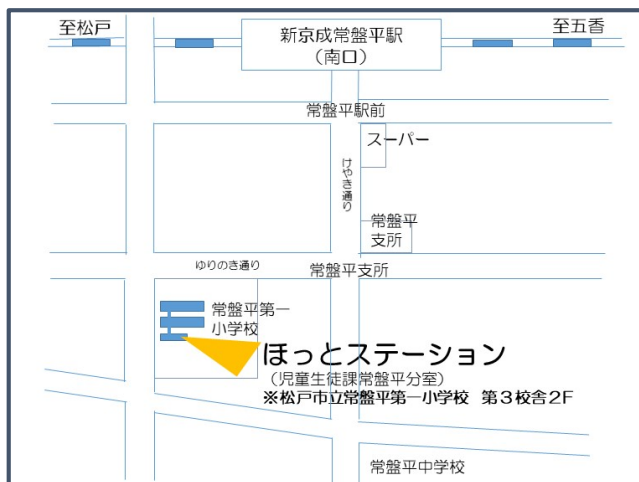 至松戸
新京成常盤平駅
（南口）
至五香
常盤平駅前
スーパー
けやき通り
常盤平
支所
ゆりのき通り
常盤平支所
常盤平第一
小学校
ほっとステーション
（児童生徒課常盤平分室）
※松戸市立常盤平第一小学校 第３校舎２F
常盤平中学校